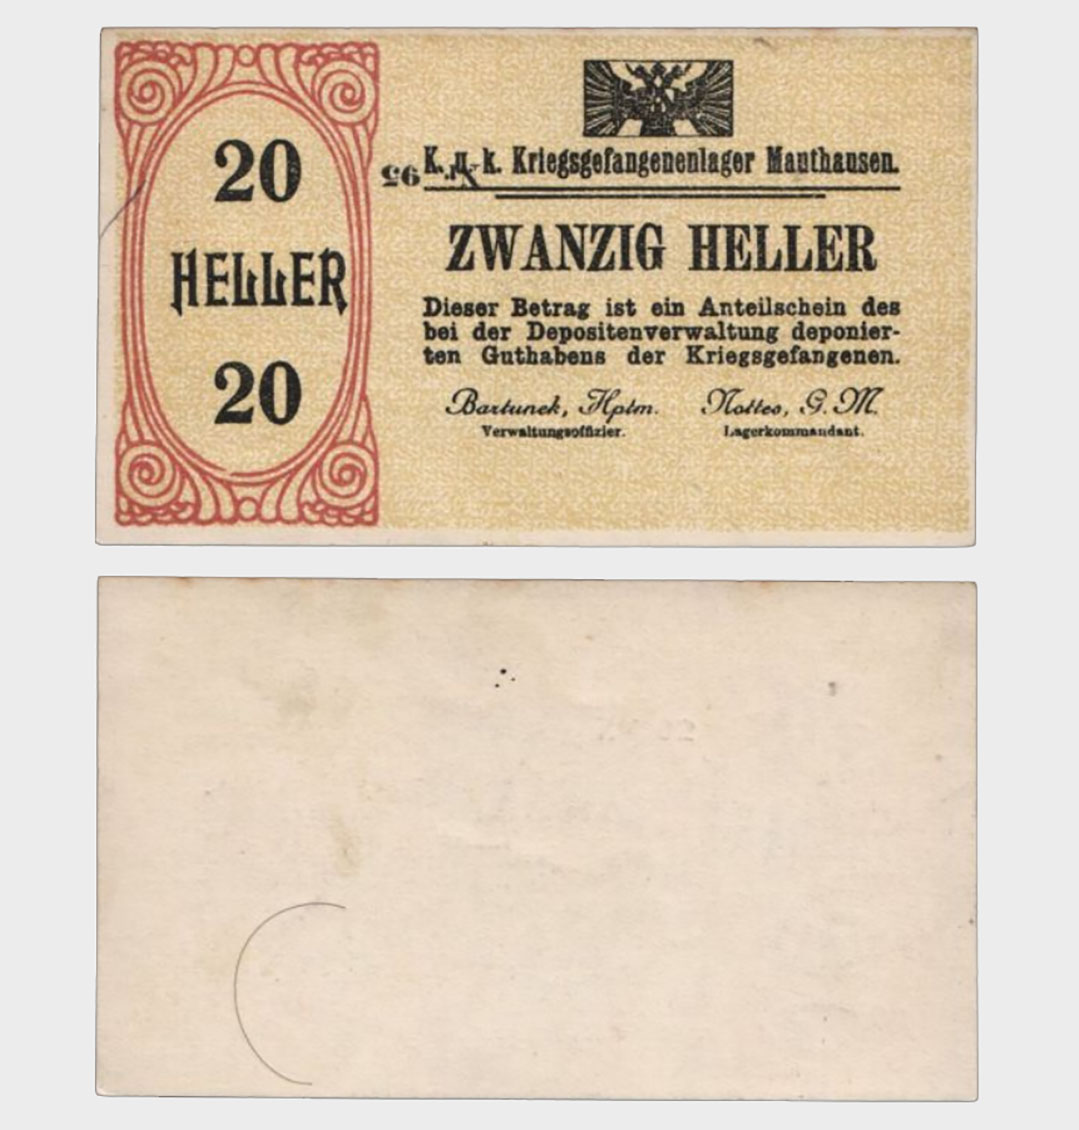 20
HELLER
20
K. u. k. Kriegsgefangenenlager Mauthausen.
ZWANZIG HELLER
Dieser Betrag ist ein Anteilschein des
bei der Depositenverwaltung deponier-
ten Guthabens der Kriegsgefangenen.
Bartunek, Hptm. Nottes, G. M.
Verwaltungsoffizier. Lagerkommandant.